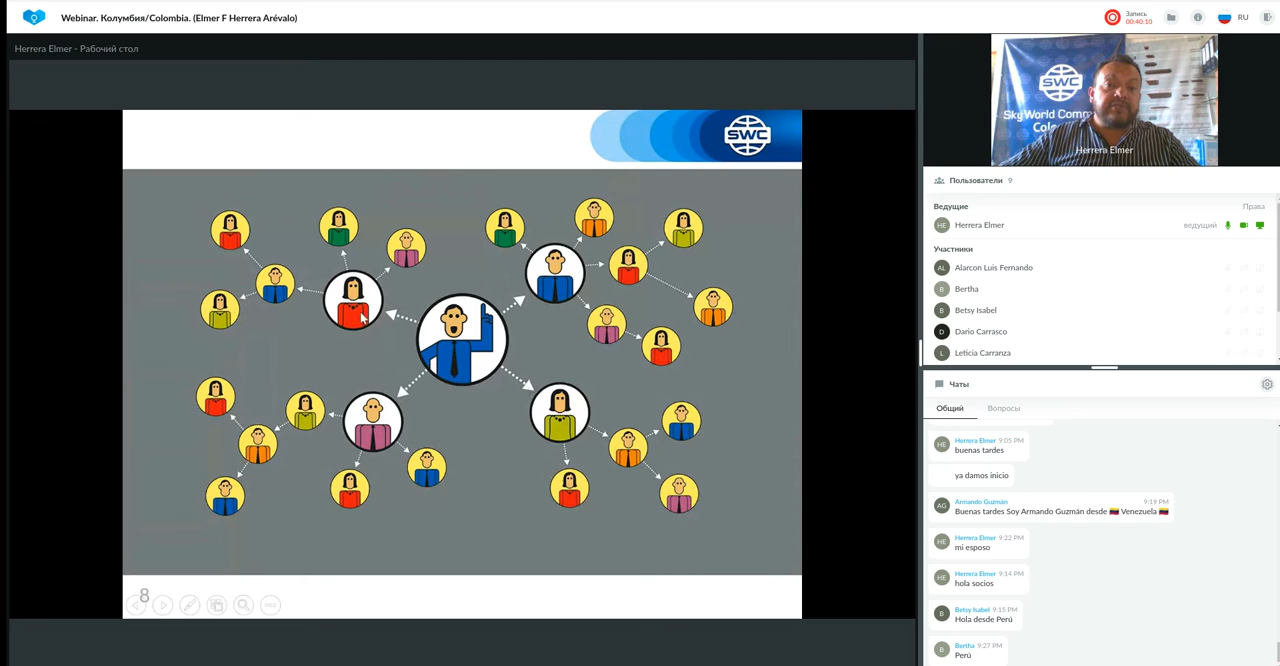 Webinar. Колумбия/Colombia. (Elmer F Herrera Arévalo)
Запись
00:40:10
RU
Herrera Elmer - Рабочий стол
SWC
8
SWC
SkyWorld Comm
Herrera Elmer
Пользователи 9
Ведущие Права
HE Herrera Elmer ведущий
Участники
AL Alarcon Luis Fernando
B Bertha
B Betsy Isabel
D Dario Carrasco
L Leticia Carranza
Чаты
Общий Вопросы
HE Herrera Elmer 9:05 PM
buenas tardes
ya damos inicio
AG Armando Guzmán 9:19 PM
Buenas tardes Soy Armando Guzmán desde 🇻🇪 Venezuela 🇻🇪
HE Herrera Elmer 9:22 PM
mi esposo
HE Herrera Elmer 9:14 PM
hola socios
B Betsy Isabel 9:15 PM
Hola desde Perú
B Bertha 9:27 PM
Perú